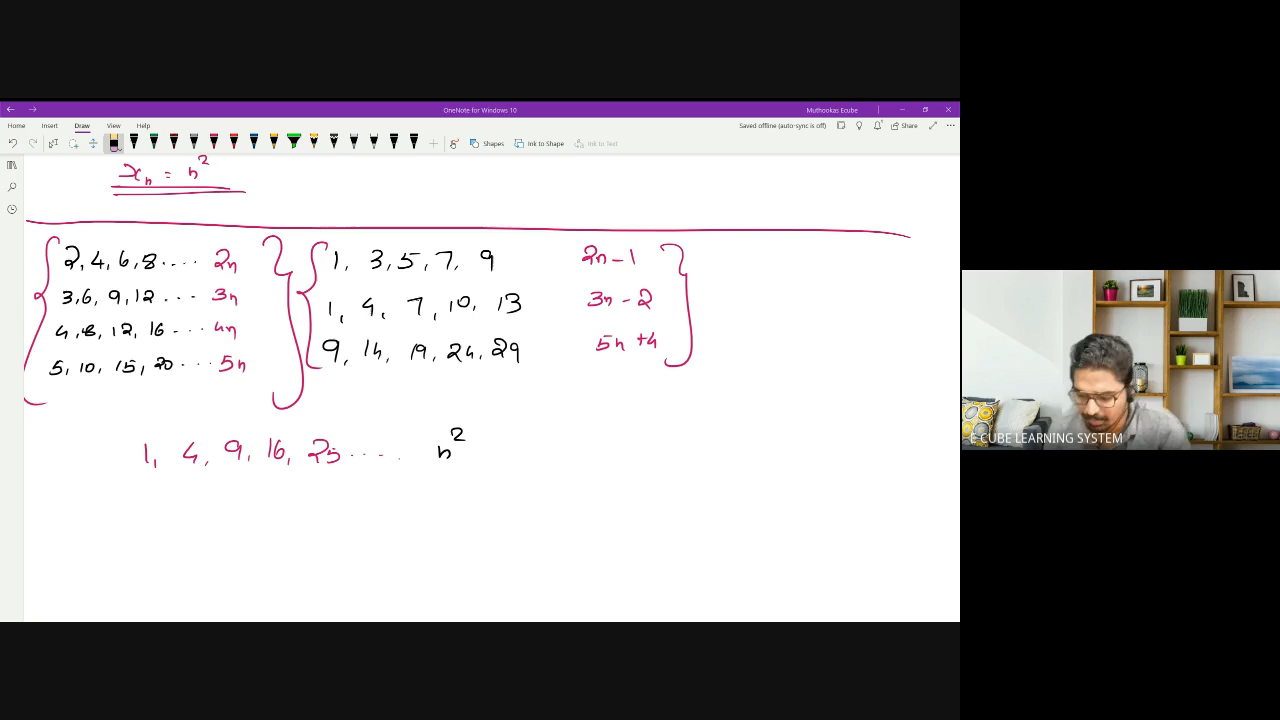 OneNote for Windows 10
Muthookas Ecube
Home Insert Draw View Help
Saved offline (auto-sync is off)
Share
Shapes
Ink to Shape
Ink to Text
xₙ = n²
2, 4, 6, 8 .... 2n
3, 6, 9, 12 ... 3n
4, 8, 12, 16 ... 4n
5, 10, 15, 20 ... 5n
1, 3, 5, 7, 9 2n - 1
1, 4, 7, 10, 13 3n - 2
9, 14, 19, 24, 29 5n + 4
1, 4, 9, 16, 25 ..... n²
E CUBE LEARNING SYSTEM